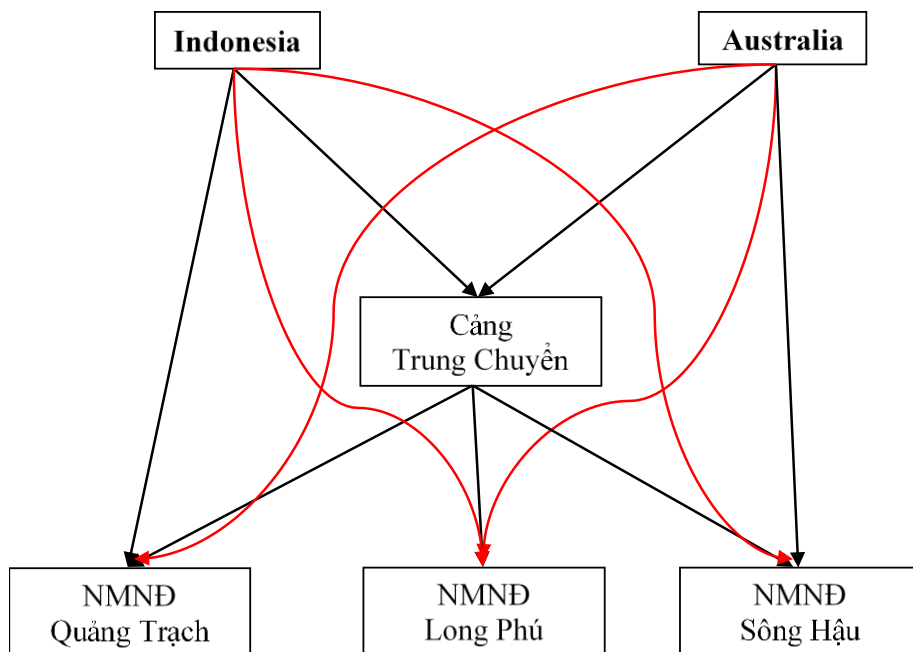 Indonesia
Australia
Cảng
Trung Chuyển
NMNĐ
Quảng Trạch
NMNĐ
Long Phú
NMNĐ
Sông Hậu